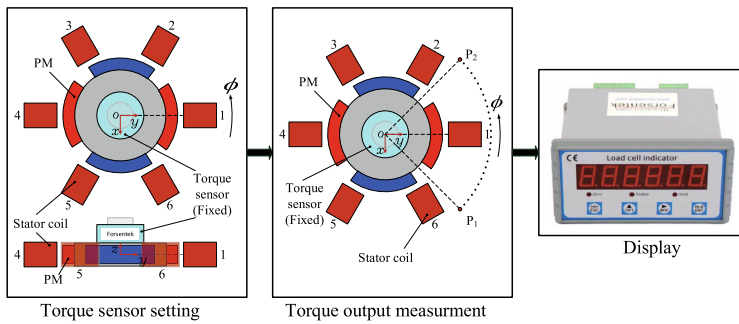 3
2
PM
ϕ
4
o
y
x
1
Torque
sensor
(Fixed)
5
6
Stator coil
Forsentek
4
z
y
1
PM
5
6
Torque sensor setting
3
2
P₂
PM
ϕ
4
o
y
x
1
Torque
sensor
(Fixed)
5
6
P₁
Stator coil
Torque output measurment
Forsentek
CE
Load cell indicator
Display